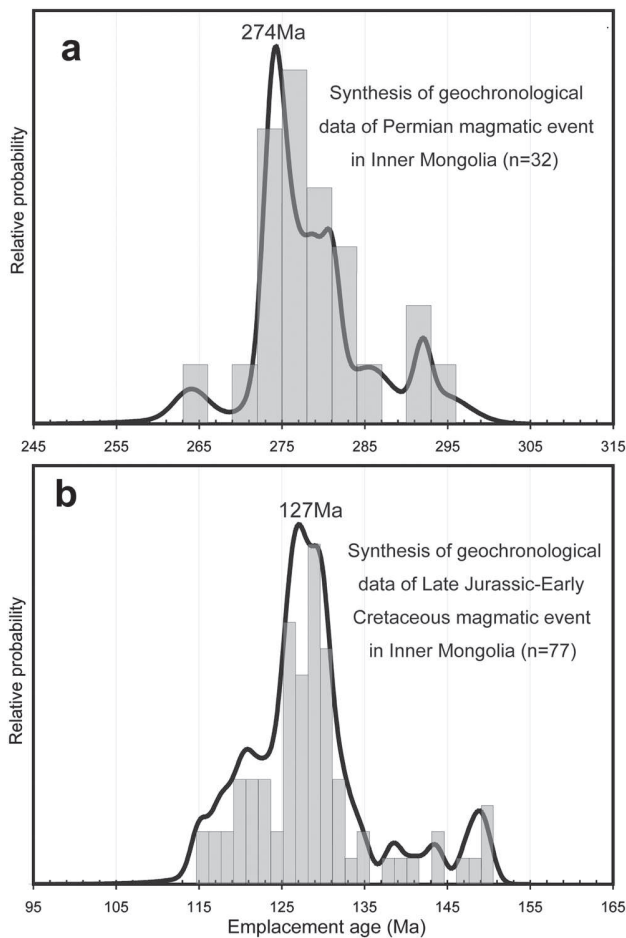 a
274Ma
Synthesis of geochronological
data of Permian magmatic event
in Inner Mongolia (n=32)
Relative probability
245 255 265 275 285 295 305 315
b
127Ma
Synthesis of geochronological
data of Late Jurassic-Early
Cretaceous magmatic event
in Inner Mongolia (n=77)
Relative probability
95 105 115 125 135 145 155 165
Emplacement age (Ma)